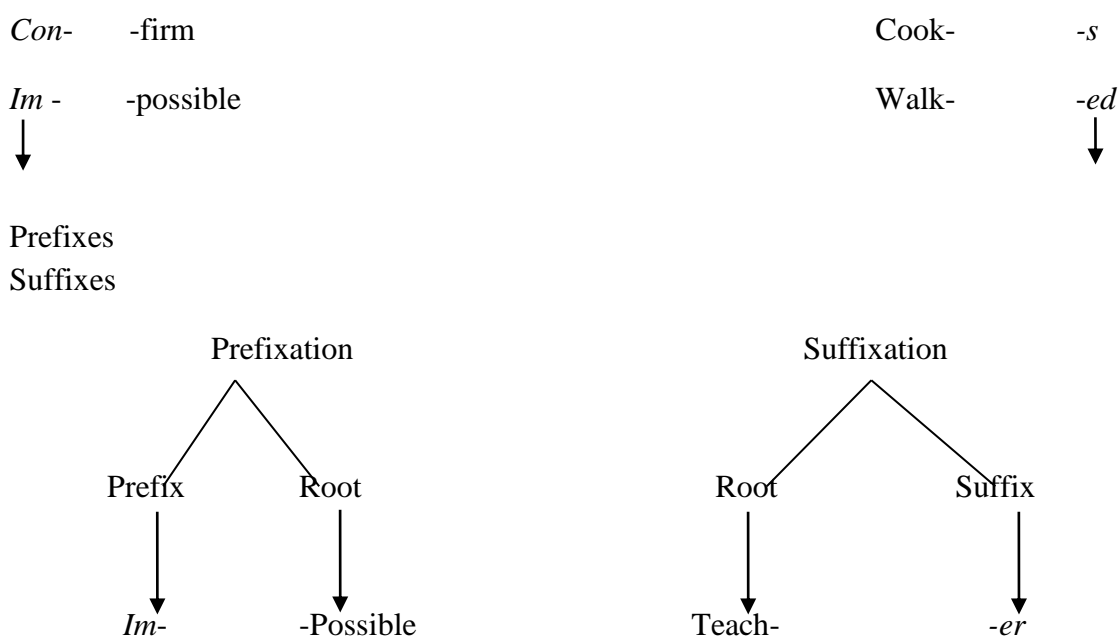 Con- -firm Cook- -s
Im - -possible Walk- -ed
Prefixes
Suffixes
Prefixation Suffixation
Prefix Root Root Suffix
Im- -Possible Teach- -er